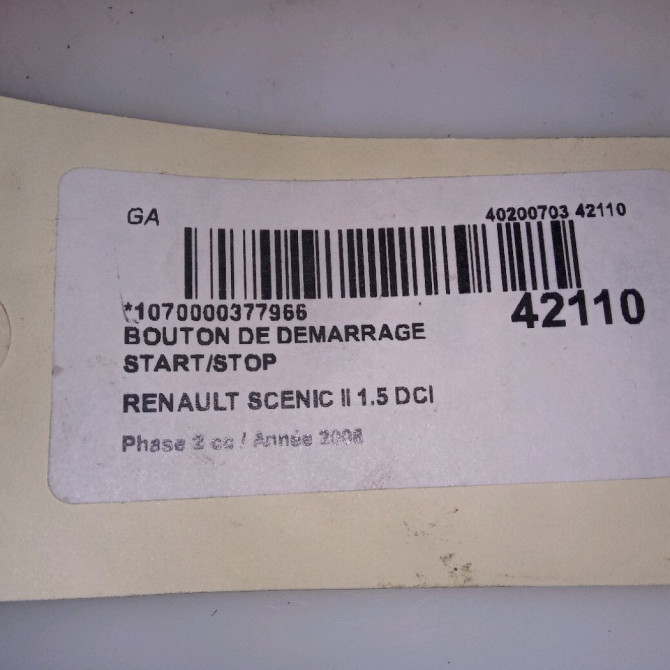 GA
40200703 42110
*1070000377966
42110
BOUTON DE DEMARRAGE
START/STOP
RENAULT SCENIC II 1.5 DCI
Phase 2 cc / Année